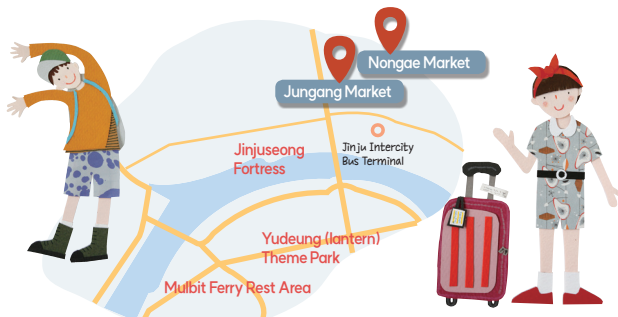 Nongae Market
Jungang Market
Jinju Intercity
Bus Terminal
Jinjuseong
Fortress
Yudeung (lantern)
Theme Park
Mulbit Ferry Rest Area